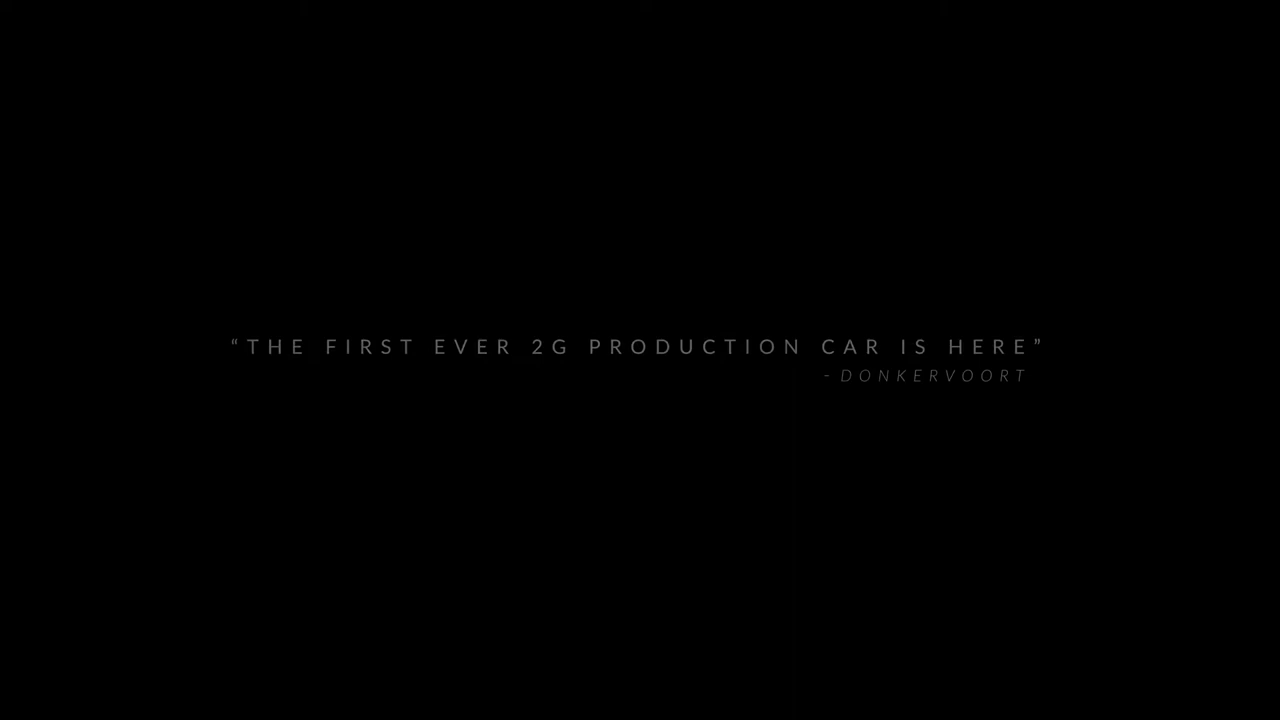 “THE FIRST EVER 2G PRODUCTION CAR IS HERE”
- DONKERVOORT